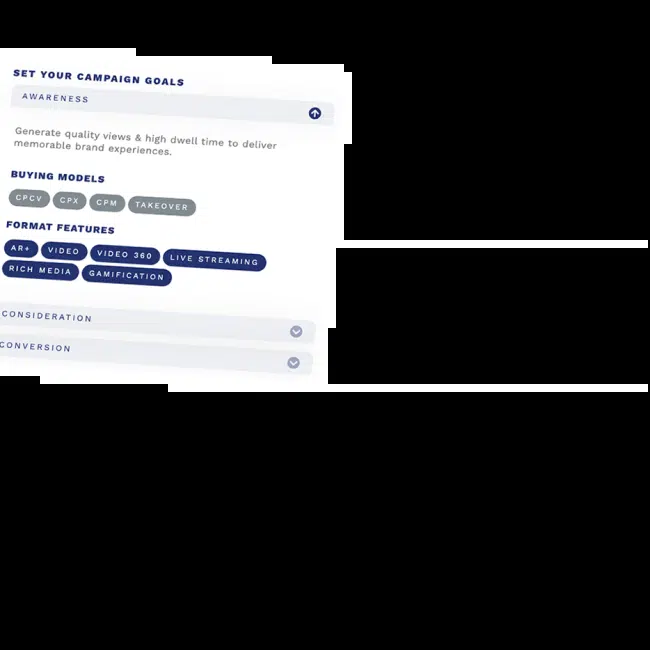 SET YOUR CAMPAIGN GOALS
AWARENESS
Generate quality views & high dwell time to deliver
memorable brand experiences.
BUYING MODELS
CPCV CPX CPM TAKEOVER
FORMAT FEATURES
AR+ VIDEO VIDEO 360 LIVE STREAMING
RICH MEDIA GAMIFICATION
CONSIDERATION
CONVERSION